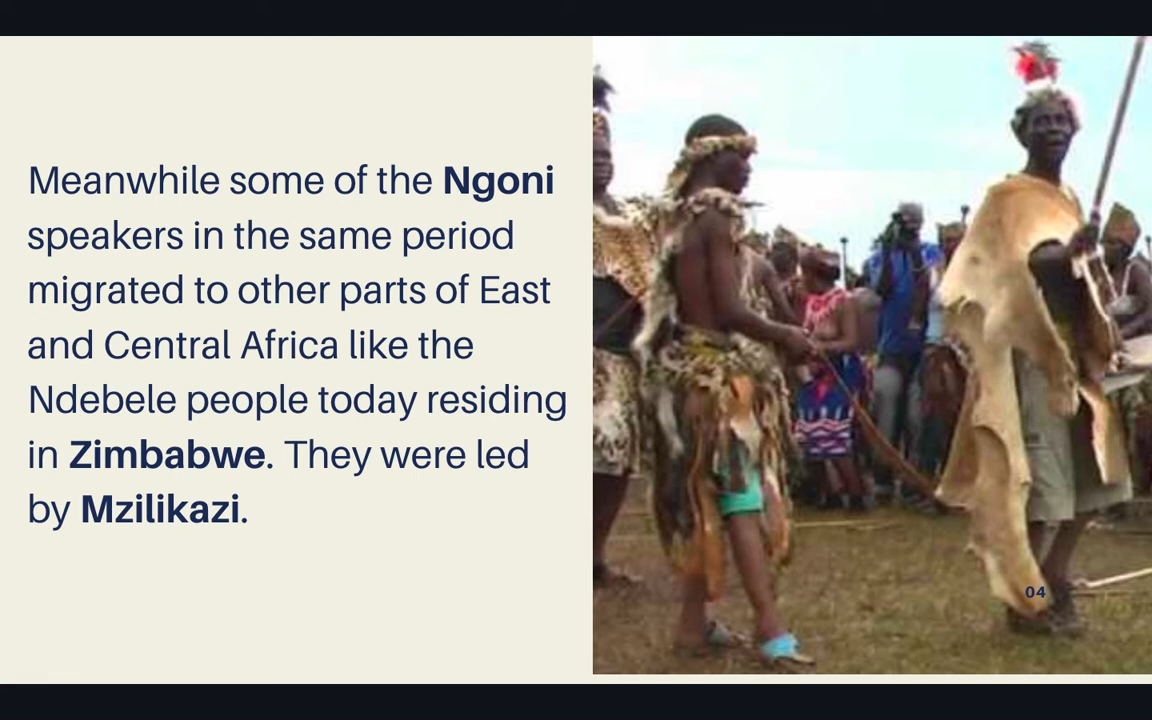 Meanwhile some of the Ngoni
speakers in the same period
migrated to other parts of East
and Central Africa like the
Ndebele people today residing
in Zimbabwe. They were led
by Mzilikazi.
04